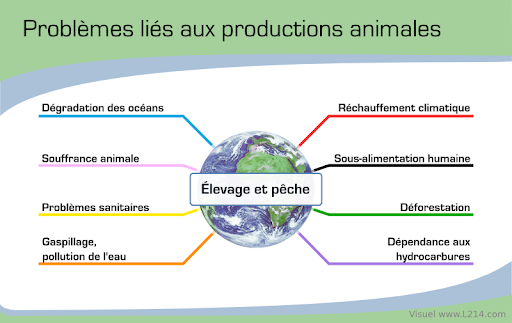 Problèmes liés aux productions animales
Dégradation des océans
Réchauffement climatique
Souffrance animale
Sous-alimentation humaine
Élevage et pêche
Problèmes sanitaires
Déforestation
Gaspillage,
pollution de l'eau
Dépendance aux
hydrocarbures
Visuel www.L214.com